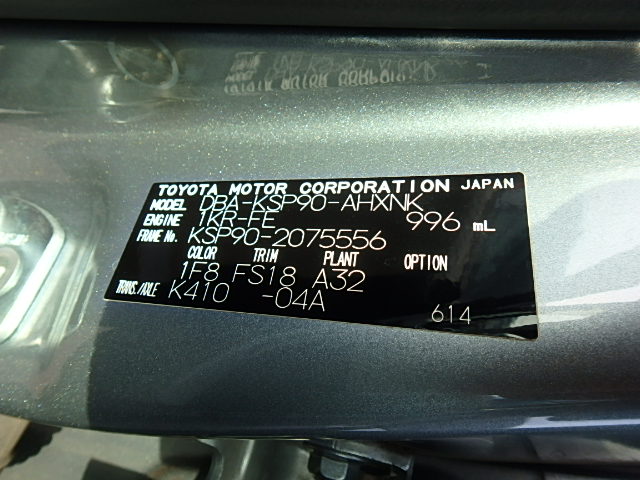 TOYOTA MOTOR CORPORATION JAPAN
MODEL DBA-KSP90-AHXNK
ENGINE 1KR-FE 996 mL
FRAME No. KSP90-2075556
COLOR TRIM PLANT OPTION
1F8 FS18 A32
TRANS./AXLE K410 -04A
614